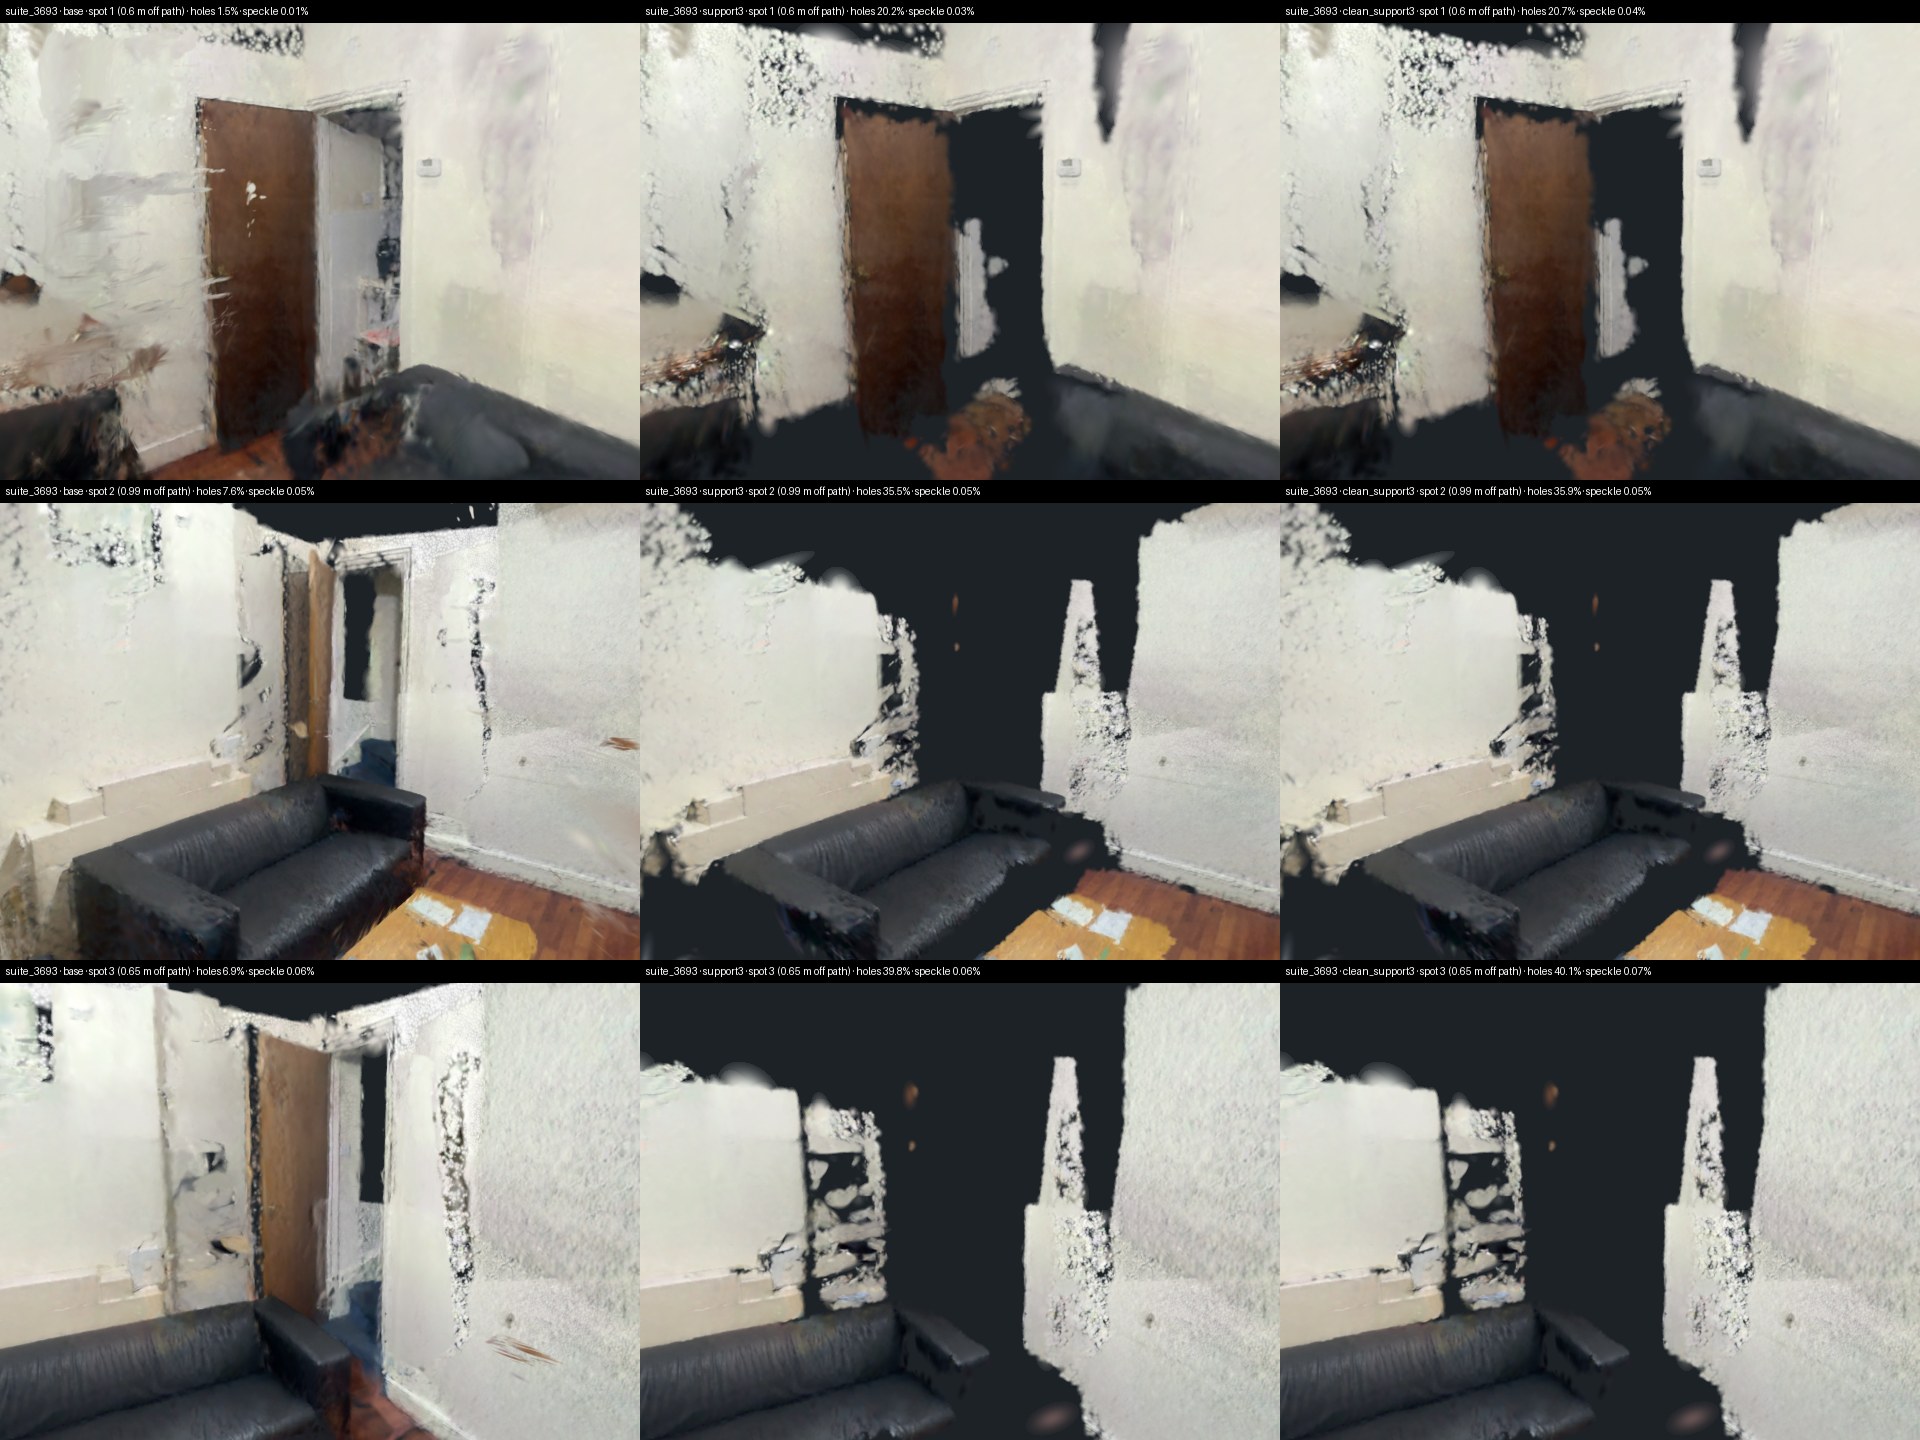 suite_3693 · base · spot 1 (0.6 m off path) · holes 1.5% · speckle 0.01%
suite_3693 · support3 · spot 1 (0.6 m off path) · holes 20.2% · speckle 0.03%
suite_3693 · clean_support3 · spot 1 (0.6 m off path) · holes 20.7% · speckle 0.04%
suite_3693 · base · spot 2 (0.99 m off path) · holes 7.6% · speckle 0.05%
suite_3693 · support3 · spot 2 (0.99 m off path) · holes 35.5% · speckle 0.05%
suite_3693 · clean_support3 · spot 2 (0.99 m off path) · holes 35.9% · speckle 0.05%
suite_3693 · base · spot 3 (0.65 m off path) · holes 6.9% · speckle 0.06%
suite_3693 · support3 · spot 3 (0.65 m off path) · holes 39.8% · speckle 0.06%
suite_3693 · clean_support3 · spot 3 (0.65 m off path) · holes 40.1% · speckle 0.07%